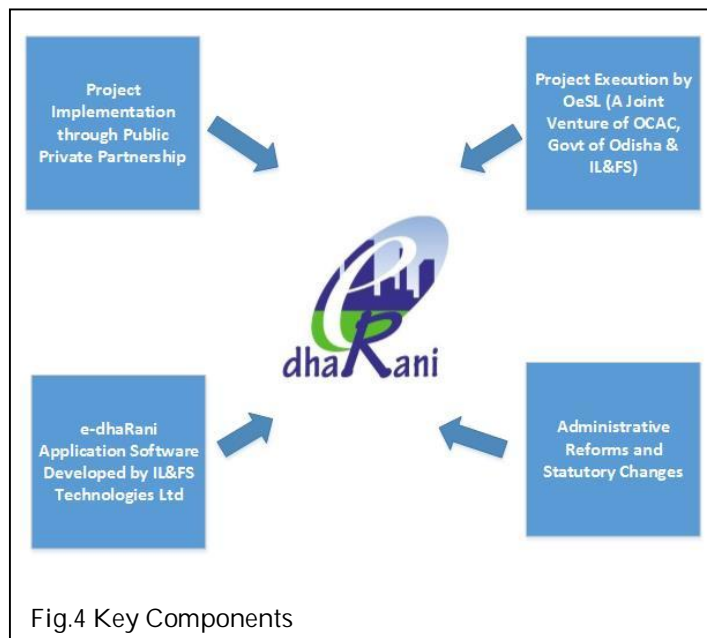 Project
Implementation
through Public
Private Partnership
Project Execution by
OeSL (A Joint
Venture of OCAC,
Govt of Odisha &
IL&FS)
e
dhaRani
e-dhaRani
Application Software
Developed by IL&FS
Technologies Ltd
Administrative
Reforms and
Statutory Changes
Fig.4 Key Components